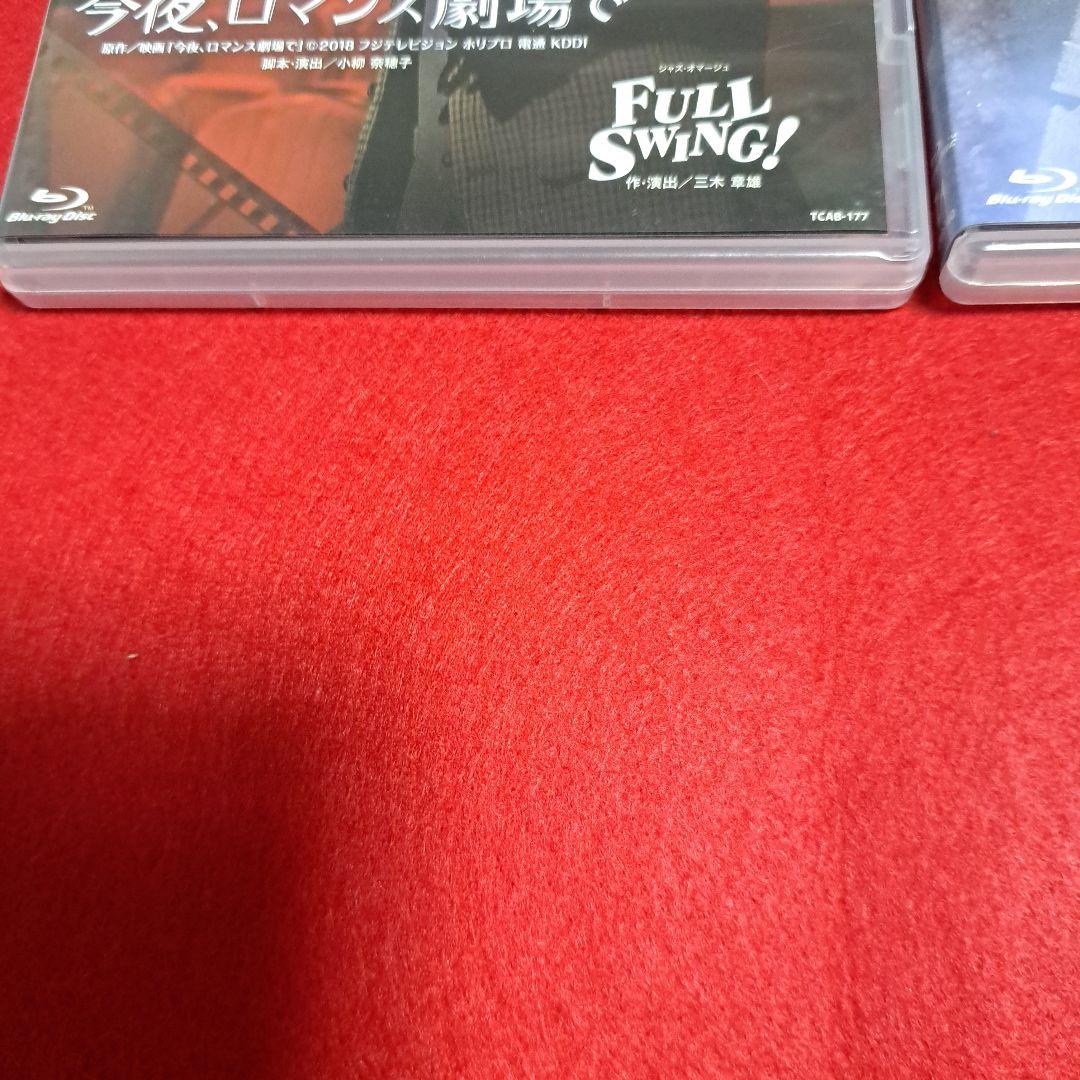 今夜、ロマンス劇場で
原作/映画「今夜、ロマンス劇場で」©2018 フジテレビジョン ホリプロ 電通 KDDI
脚本・演出/小柳 奈穂子
ジャズ・オマージュ
FULL
SWING!
作・演出/三木 章雄
Blu-ray Disc
TM
TCAB-177
Blu-ray Disc